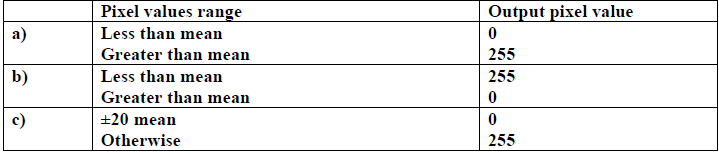 Pixel values range Output pixel value
a) Less than mean 0
Greater than mean 255
b) Less than mean 255
Greater than mean 0
c) ±20 mean 0
Otherwise 255